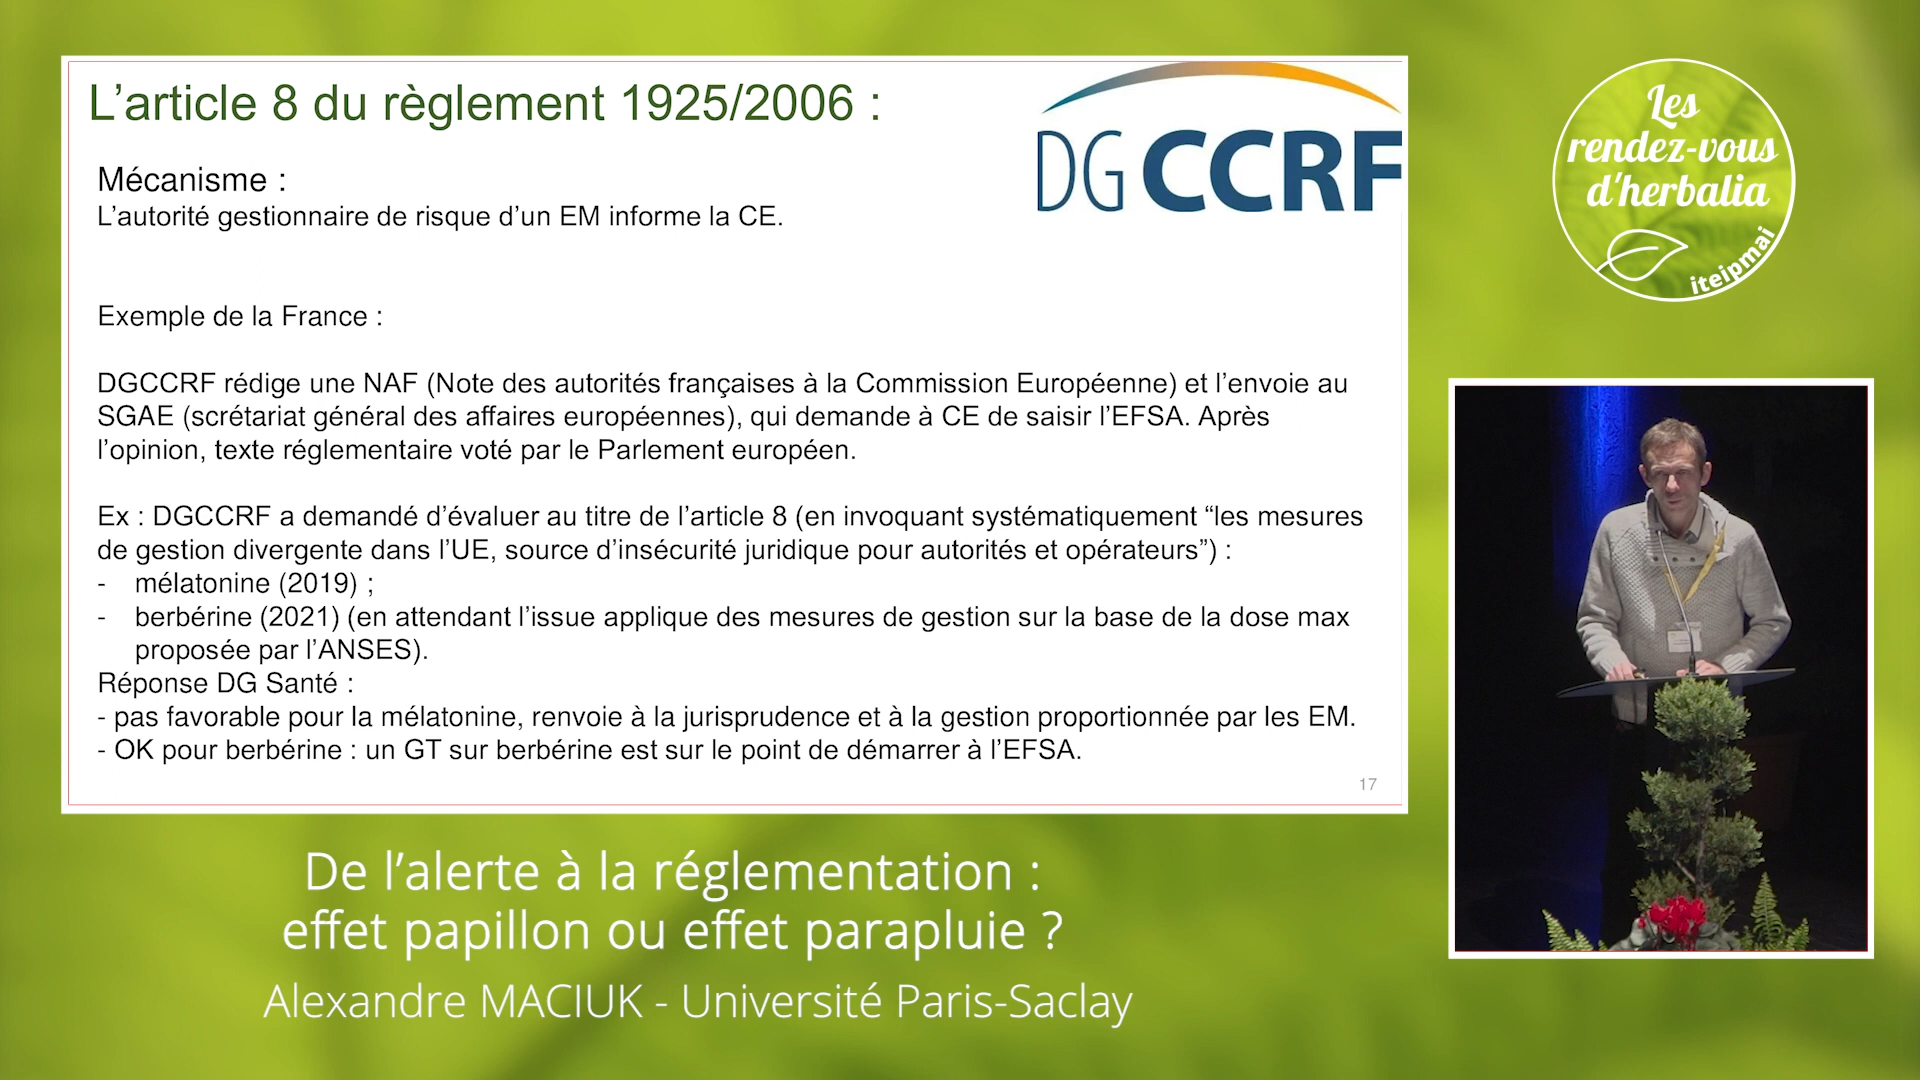 L’article 8 du règlement 1925/2006 :
DGCCRF
Mécanisme :
L’autorité gestionnaire de risque d’un EM informe la CE.
Exemple de la France :
DGCCRF rédige une NAF (Note des autorités françaises à la Commission Européenne) et l’envoie au
SGAE (scrétariat général des affaires européennes), qui demande à CE de saisir l’EFSA. Après
l’opinion, texte réglementaire voté par le Parlement européen.
Ex : DGCCRF a demandé d’évaluer au titre de l’article 8 (en invoquant systématiquement “les mesures
de gestion divergente dans l’UE, source d’insécurité juridique pour autorités et opérateurs”) :
- mélatonine (2019) ;
- berbérine (2021) (en attendant l’issue applique des mesures de gestion sur la base de la dose max
proposée par l’ANSES).
Réponse DG Santé :
- pas favorable pour la mélatonine, renvoie à la jurisprudence et à la gestion proportionnée par les EM.
- OK pour berbérine : un GT sur berbérine est sur le point de démarrer à l’EFSA.
17
Les
rendez-vous
d'herbalia
iteipmai
De l’alerte à la réglementation :
effet papillon ou effet parapluie ?
Alexandre MACIUK - Université Paris-Saclay